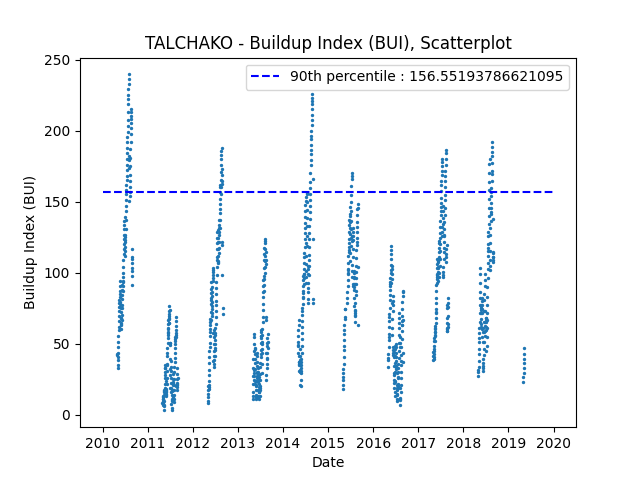 TALCHAKO - Buildup Index (BUI), Scatterplot
90th percentile : 156.55193786621095
250
200
150
100
50
0
Buildup Index (BUI)
2010 2011 2012 2013 2014 2015 2016 2017 2018 2019 2020
Date